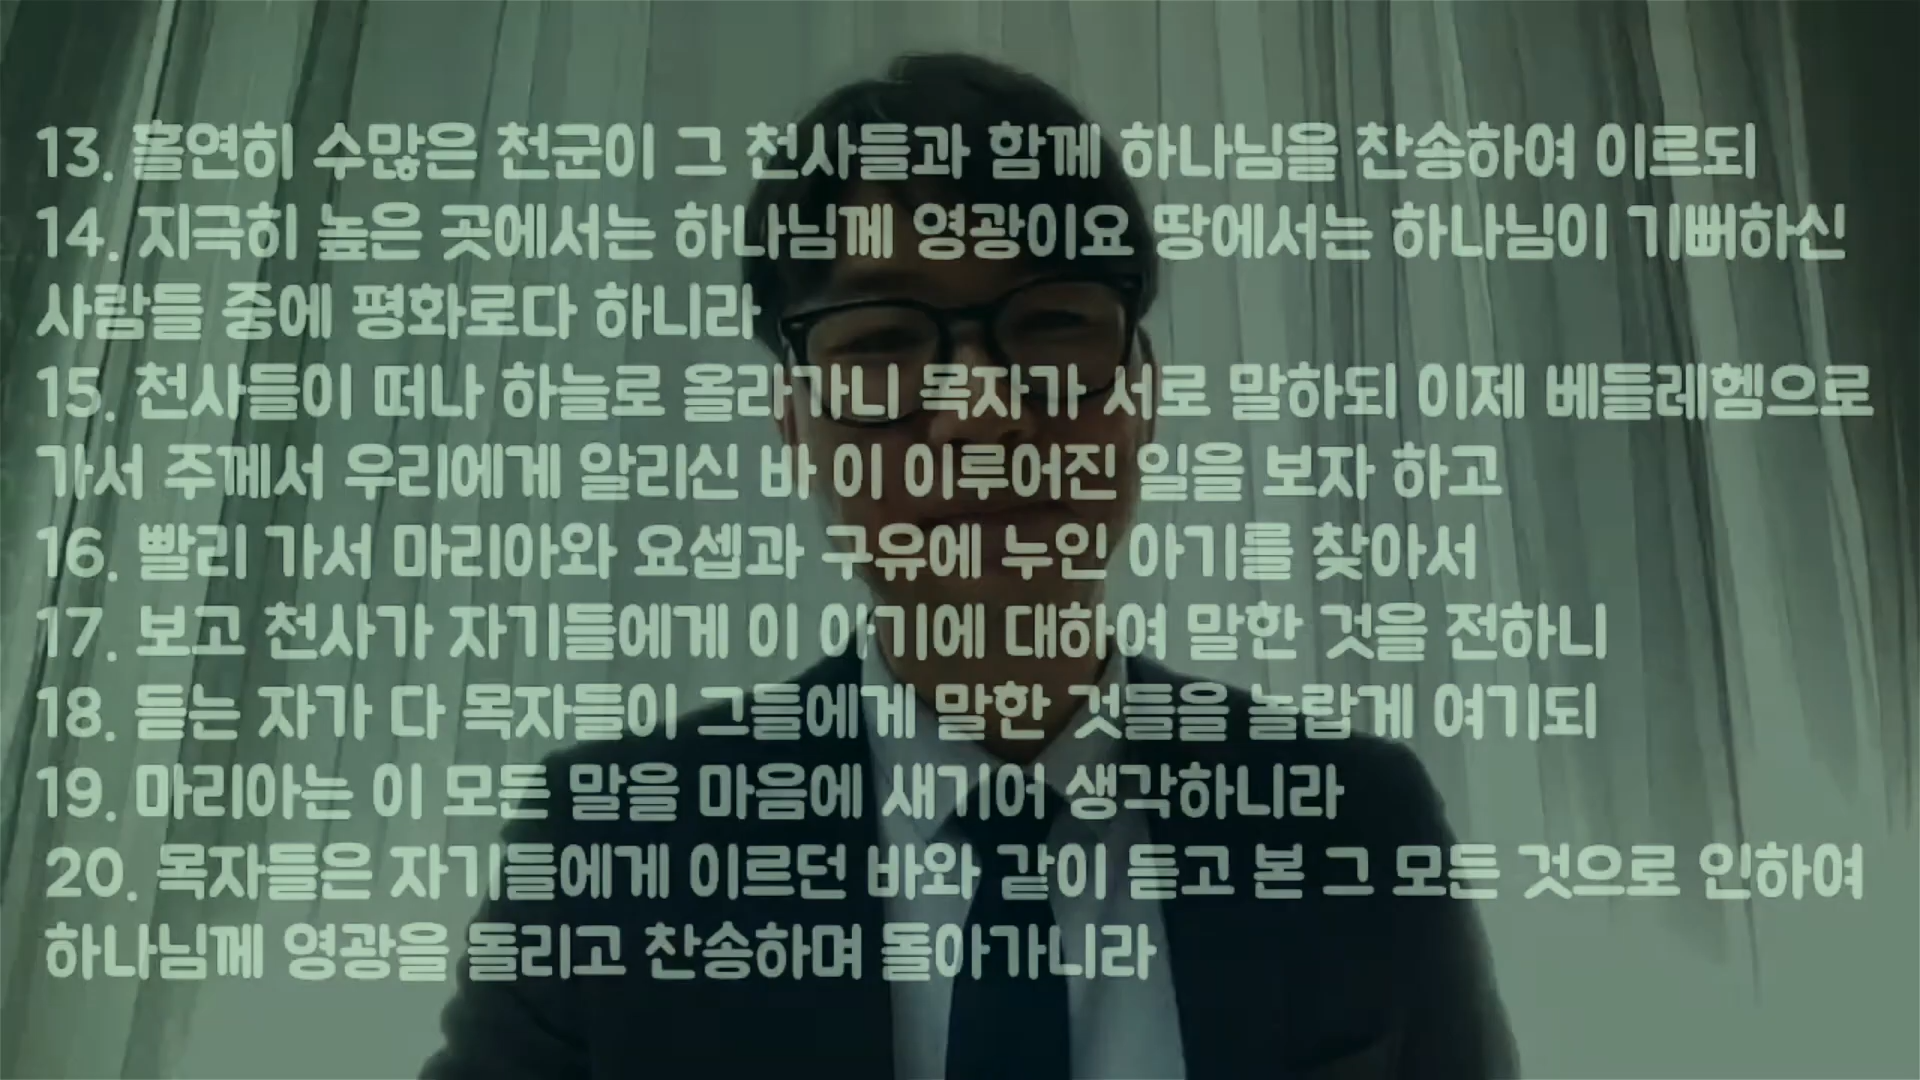 13. 홀연히 수많은 천군이 그 천사들과 함께 하나님을 찬송하여 이르되
14. 지극히 높은 곳에서는 하나님께 영광이요 땅에서는 하나님이 기뻐하신
사람들 중에 평화로다 하니라
15. 천사들이 떠나 하늘로 올라가니 목자가 서로 말하되 이제 베들레헴으로
가서 주께서 우리에게 알리신 바 이 이루어진 일을 보자 하고
16. 빨리 가서 마리아와 요셉과 구유에 누인 아기를 찾아서
17. 보고 천사가 자기들에게 이 아기에 대하여 말한 것을 전하니
18. 듣는 자가 다 목자들이 그들에게 말한 것들을 놀랍게 여기되
19. 마리아는 이 모든 말을 마음에 새기어 생각하니라
20. 목자들은 자기들에게 이르던 바와 같이 듣고 본 그 모든 것으로 인하여
하나님께 영광을 돌리고 찬송하며 돌아가니라